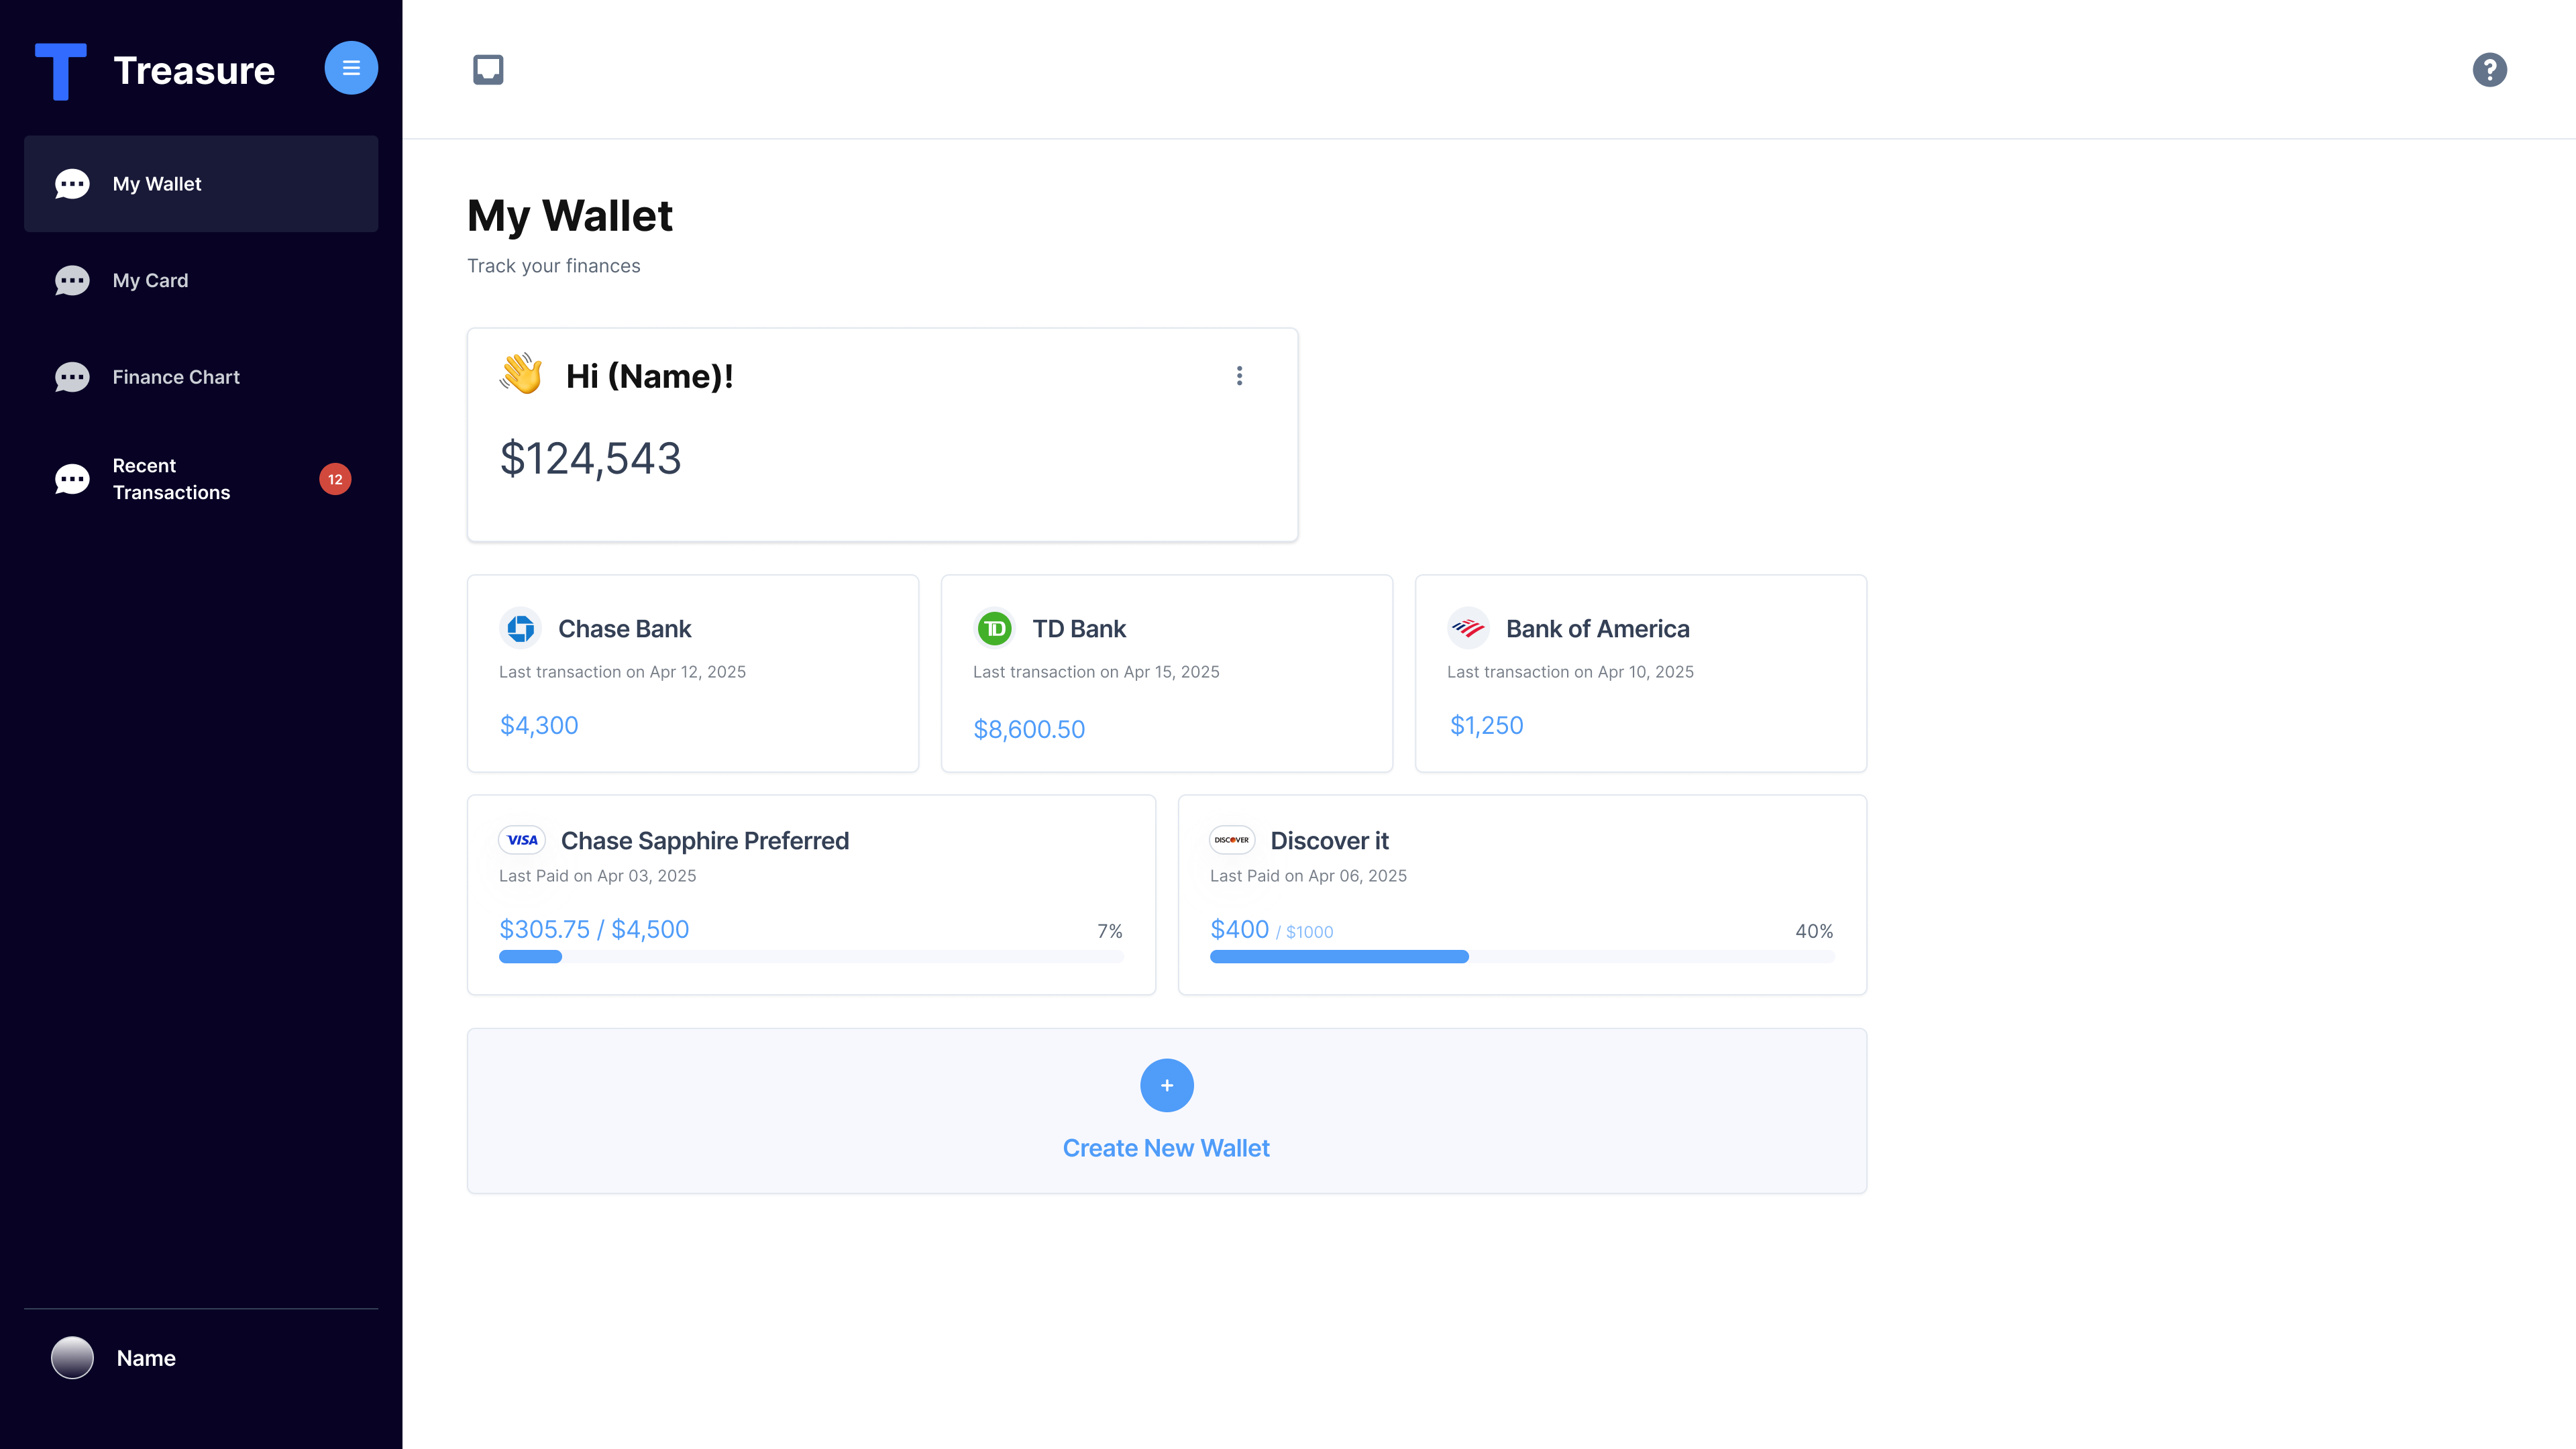 Treasure
My Wallet
My Card
Finance Chart
Recent
Transactions
12
Name
My Wallet
Track your finances
Hi (Name)!
$124,543
Chase Bank
Last transaction on Apr 12, 2025
$4,300
TD
TD Bank
Last transaction on Apr 15, 2025
$8,600.50
Bank of America
Last transaction on Apr 10, 2025
$1,250
VISA
Chase Sapphire Preferred
Last Paid on Apr 03, 2025
$305.75 / $4,500
7%
DISCOVER
Discover it
Last Paid on Apr 06, 2025
$400 / $1000
40%
Create New Wallet